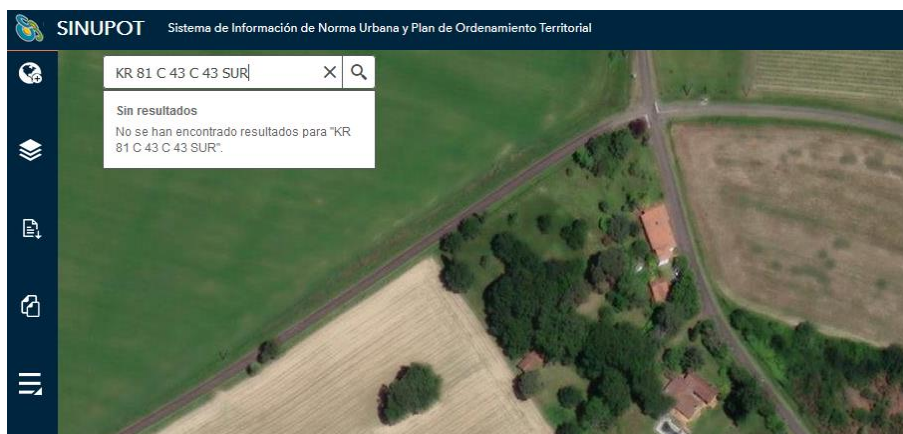 SINUPOT Sistema de Información de Norma Urbana y Plan de Ordenamiento Territorial
KR 81 C 43 C 43 SUR
Sin resultados
No se han encontrado resultados para "KR
81 C 43 C 43 SUR".